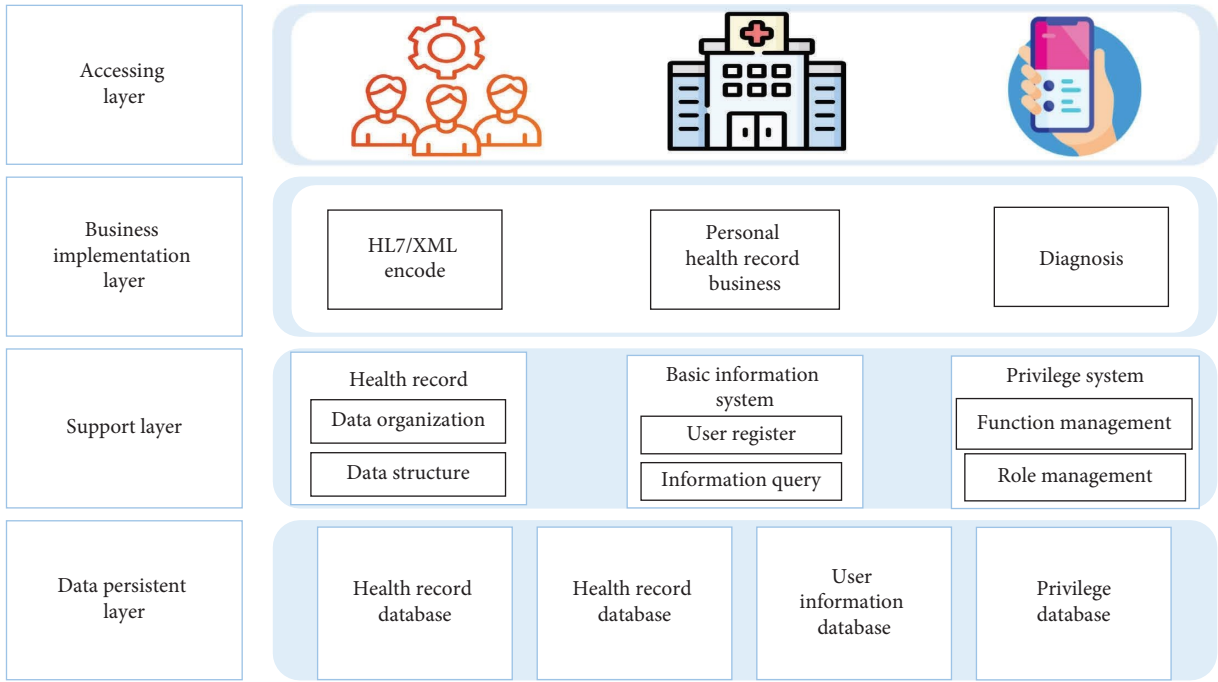 Accessing
layer
Business
implementation
layer
HL7/XML
encode
Personal
health record
business
Diagnosis
Support layer
Health record
Data organization
Data structure
Basic information
system
User register
Information query
Privilege system
Function management
Role management
Data persistent
layer
Health record
database
Health record
database
User
information
database
Privilege
database